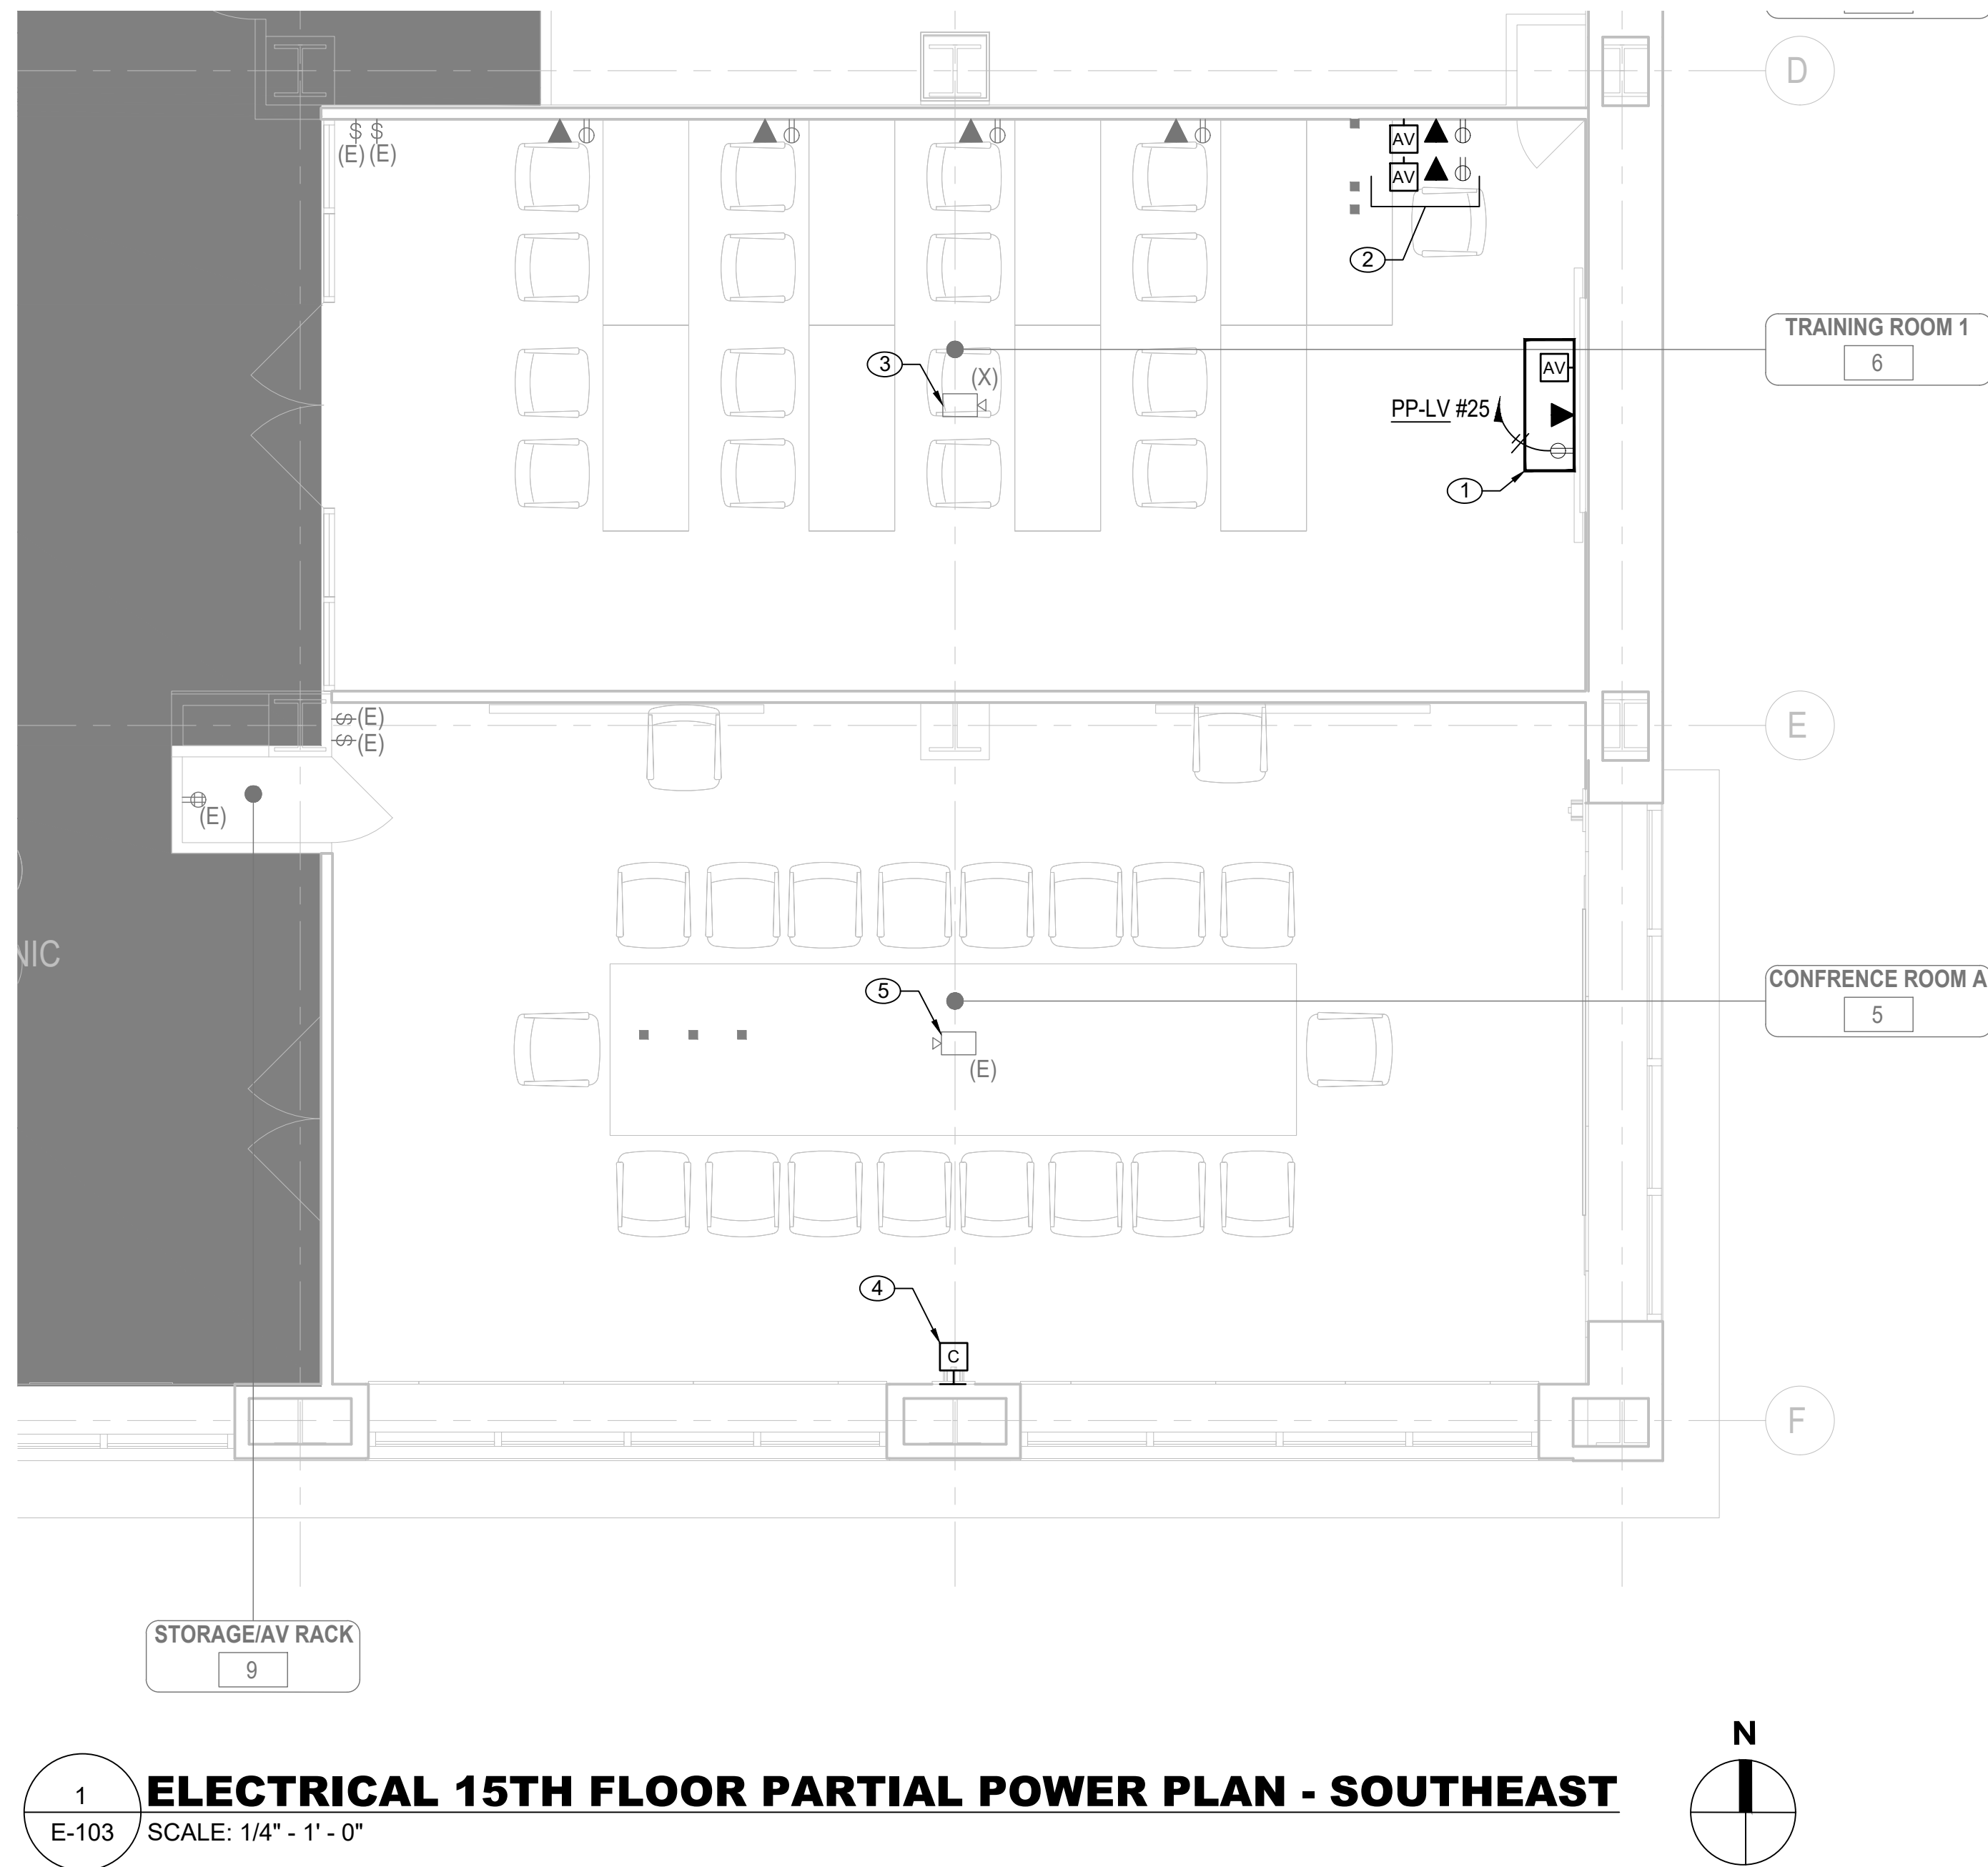 D
$ $
(E) (E)
AV
AV
2
TRAINING ROOM 1
6
3
(X)
AV
PP-LV #25
1
$ (E)
$ (E)
E
(E)
NIC
CONFRENCE ROOM A
5
5
(E)
4
C
F
STORAGE/AV RACK
9
N
1
E-103
ELECTRICAL 15TH FLOOR PARTIAL POWER PLAN - SOUTHEAST
SCALE: 1/4" - 1' - 0"